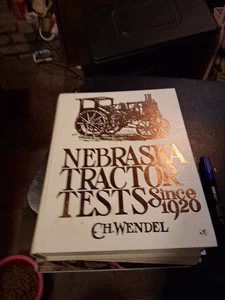 NEBRASKA
TRACTOR
TESTS Since
1920
C.H. WENDEL